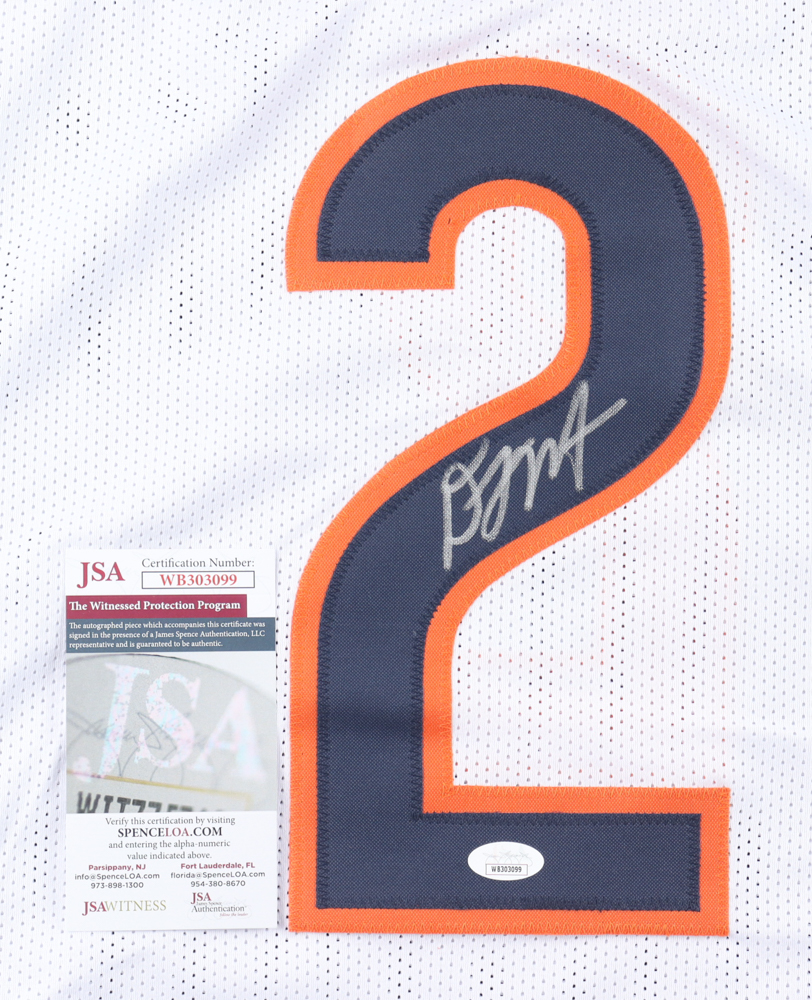 2
JSA
Certification Number:
WB303099
The Witnessed Protection Program
The autographed piece which accompanies this certificate was
signed in the presence of a James Spence Authentication, LLC
representative and is guaranteed to be authentic.
JSA
Verify this certification by visiting
SPENCELOA.COM
and entering the alpha-numeric
value indicated above.
Parsippany, NJ
info@SpenceLOA.com
973-898-1300
Fort Lauderdale, FL
florida@SpenceLOA.com
954-380-8670
JSAWITNESS
JSA
Authentication
WB303099